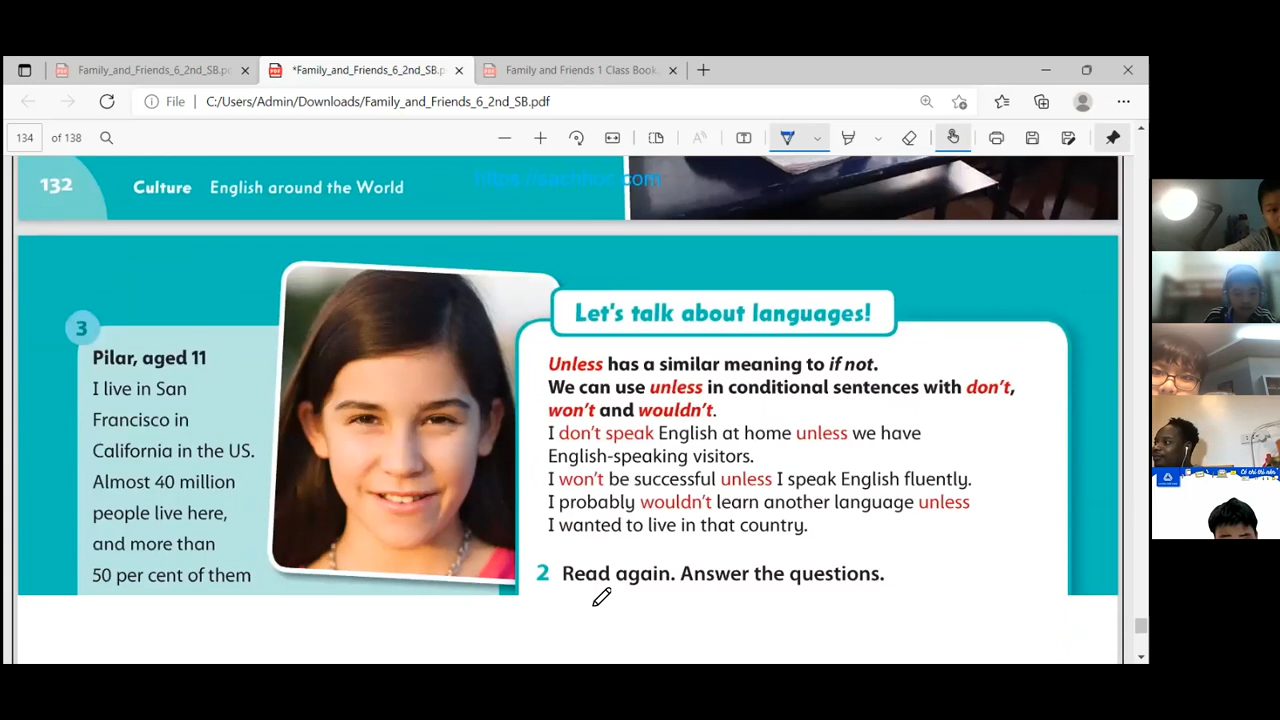 Family_and_Friends_6_2nd_SB.pd
*Family_and_Friends_6_2nd_SB.p
Family and Friends 1 Class Book.
File C:/Users/Admin/Downloads/Family_and_Friends_6_2nd_SB.pdf
134 of 138
132 Culture English around the World
https://sachhoc.com
3
Pilar, aged 11
I live in San
Francisco in
California in the US.
Almost 40 million
people live here,
and more than
50 per cent of them
Let's talk about languages!
Unless has a similar meaning to if not.
We can use unless in conditional sentences with don't,
won't and wouldn't.
I don't speak English at home unless we have
English-speaking visitors.
I won't be successful unless I speak English fluently.
I probably wouldn't learn another language unless
I wanted to live in that country.
2 Read again. Answer the questions.